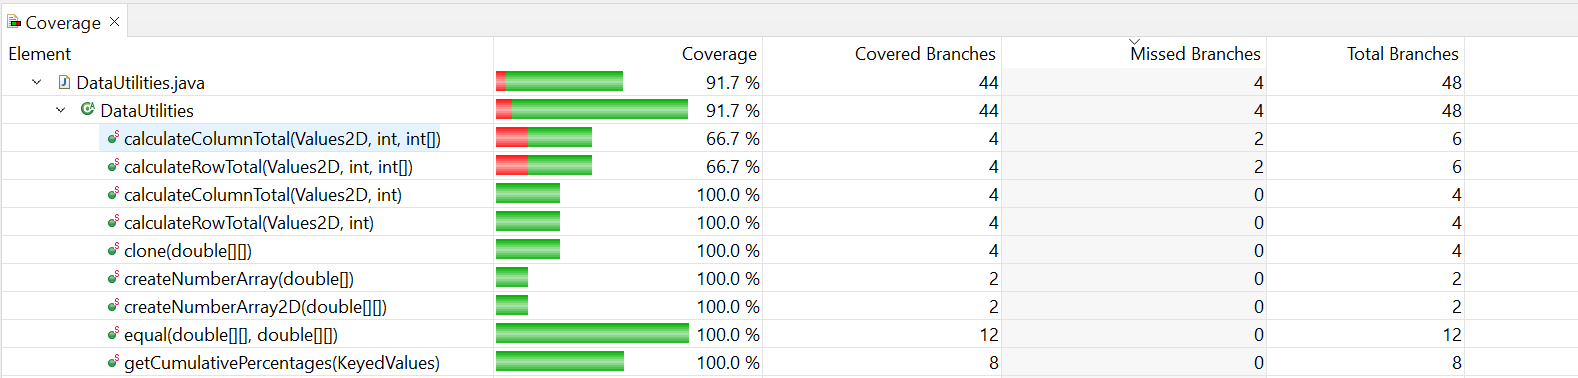 Coverage
Element Coverage Covered Branches Missed Branches Total Branches
DataUtilities.java 91.7 % 44 4 48
DataUtilities 91.7 % 44 4 48
calculateColumnTotal(Values2D, int, int[]) 66.7 % 4 2 6
calculateRowTotal(Values2D, int, int[]) 66.7 % 4 2 6
calculateColumnTotal(Values2D, int) 100.0 % 4 0 4
calculateRowTotal(Values2D, int) 100.0 % 4 0 4
clone(double[][]) 100.0 % 4 0 4
createNumberArray(double[]) 100.0 % 2 0 2
createNumberArray2D(double[][]) 100.0 % 2 0 2
equal(double[][], double[][]) 100.0 % 12 0 12
getCumulativePercentages(KeyedValues) 100.0 % 8 0 8